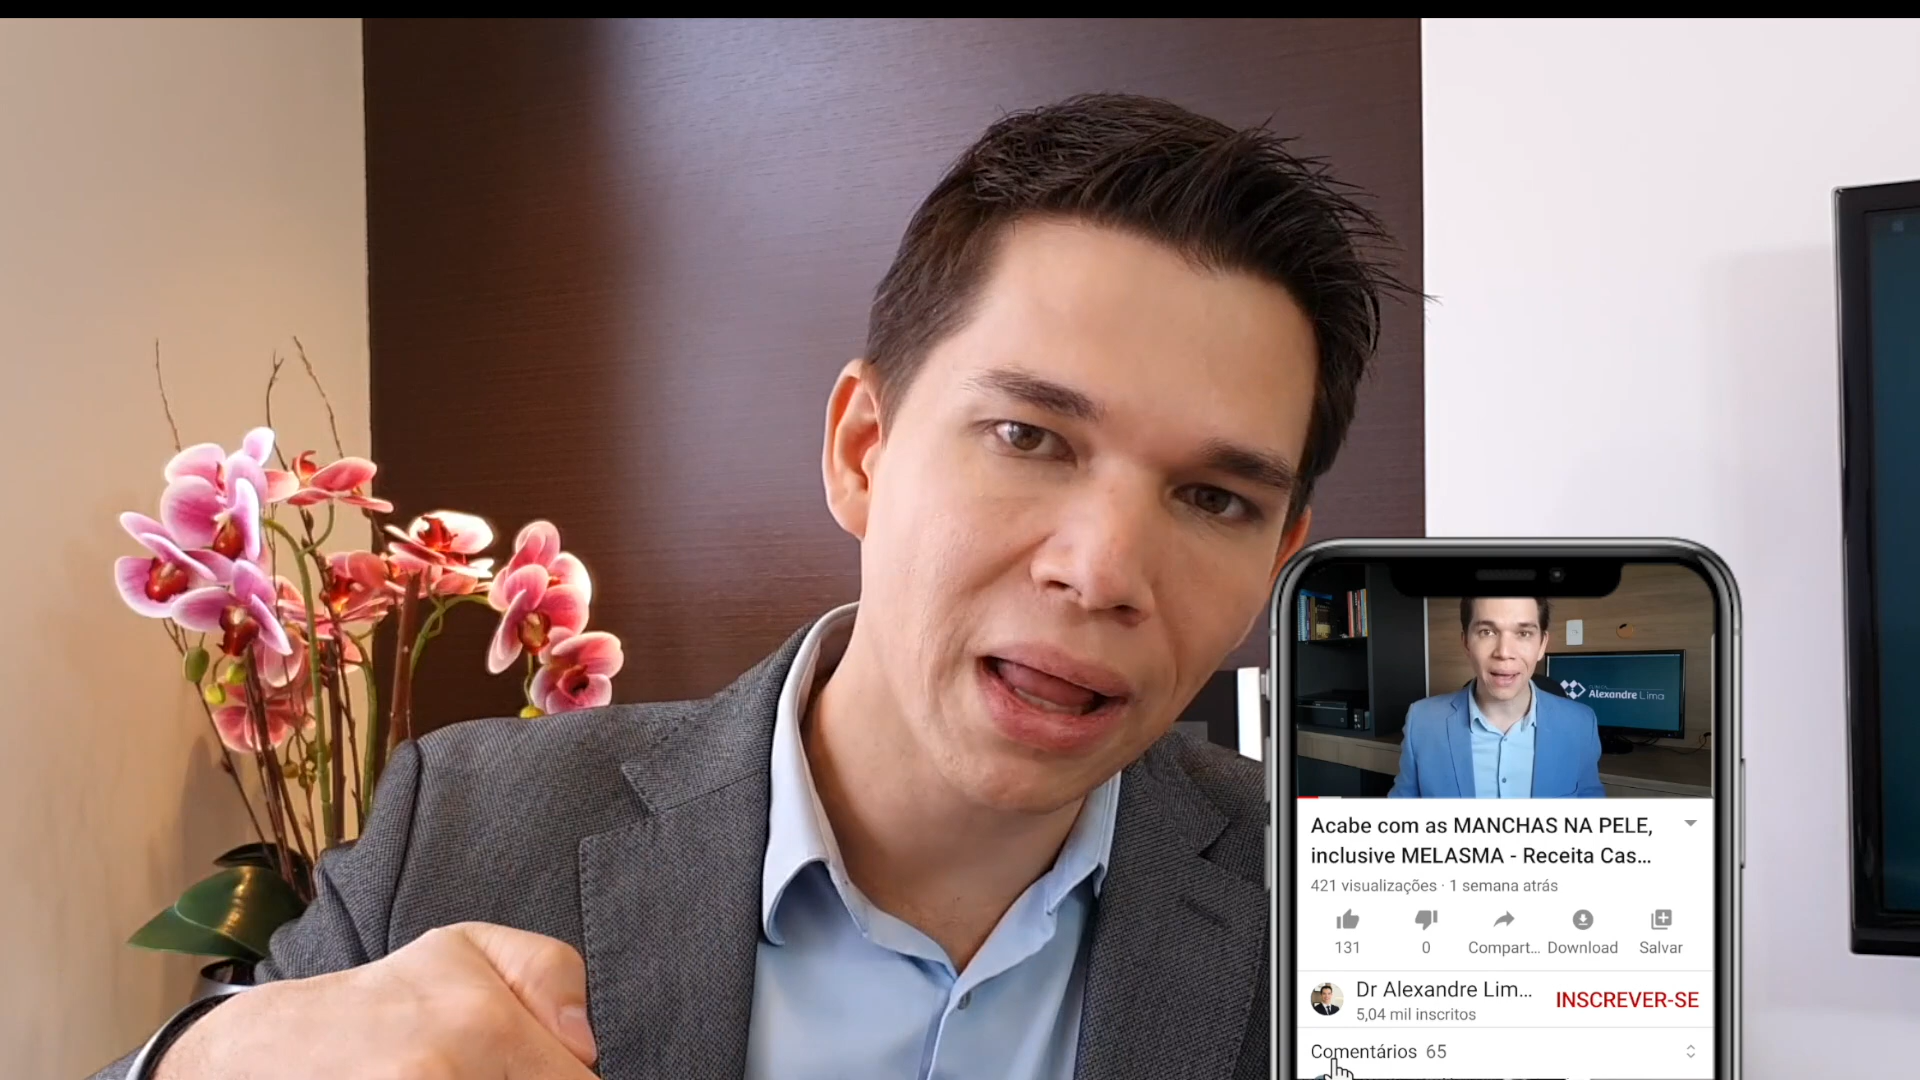 Alexandre Lima
Acabe com as MANCHAS NA PELE,
inclusive MELASMA - Receita Cas...
421 visualizações · 1 semana atrás
131
0
Compart...
Download
Salvar
Dr Alexandre Lim...
INSCREVER-SE
5,04 mil inscritos
Comentários 65